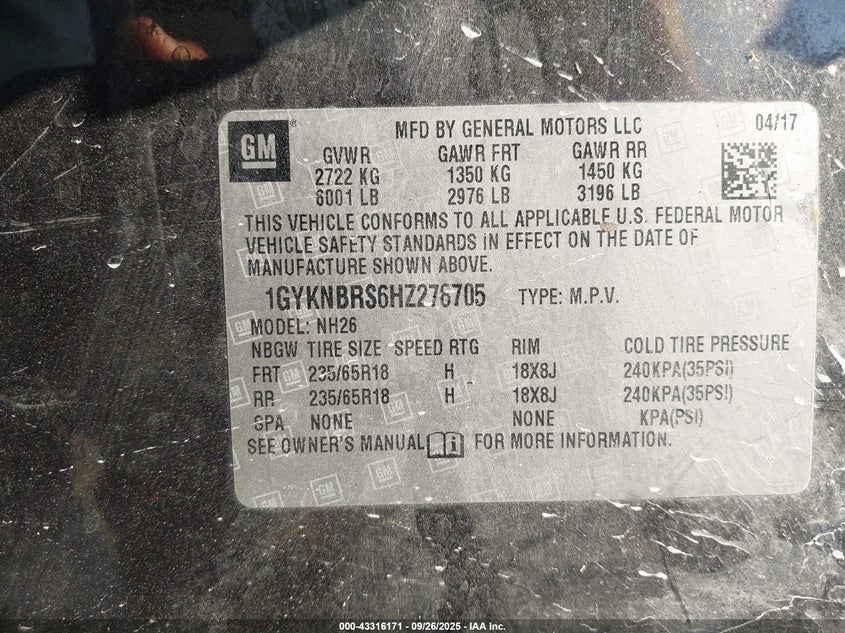 GM
®
MFD BY GENERAL MOTORS LLC 04/17
GVWR GAWR FRT GAWR RR
2722 KG 1350 KG 1450 KG
6001 LB 2976 LB 3196 LB
THIS VEHICLE CONFORMS TO ALL APPLICABLE U.S. FEDERAL MOTOR
VEHICLE SAFETY STANDARDS IN EFFECT ON THE DATE OF
MANUFACTURE SHOWN ABOVE.
1GYKNBRS6HZ278705 TYPE: M.P.V.
MODEL: NH26
NBGW TIRE SIZE SPEED RTG RIM COLD TIRE PRESSURE
FRT 235/65R18 H 18X8J 240KPA(35PSI)
RR 235/65R18 H 18X8J 240KPA(35PSI)
SPA NONE NONE KPA(PSI)
SEE OWNER'S MANUAL FOR MORE INFORMATION.
000-43316171 - 09/26/2025 - IAA Inc.